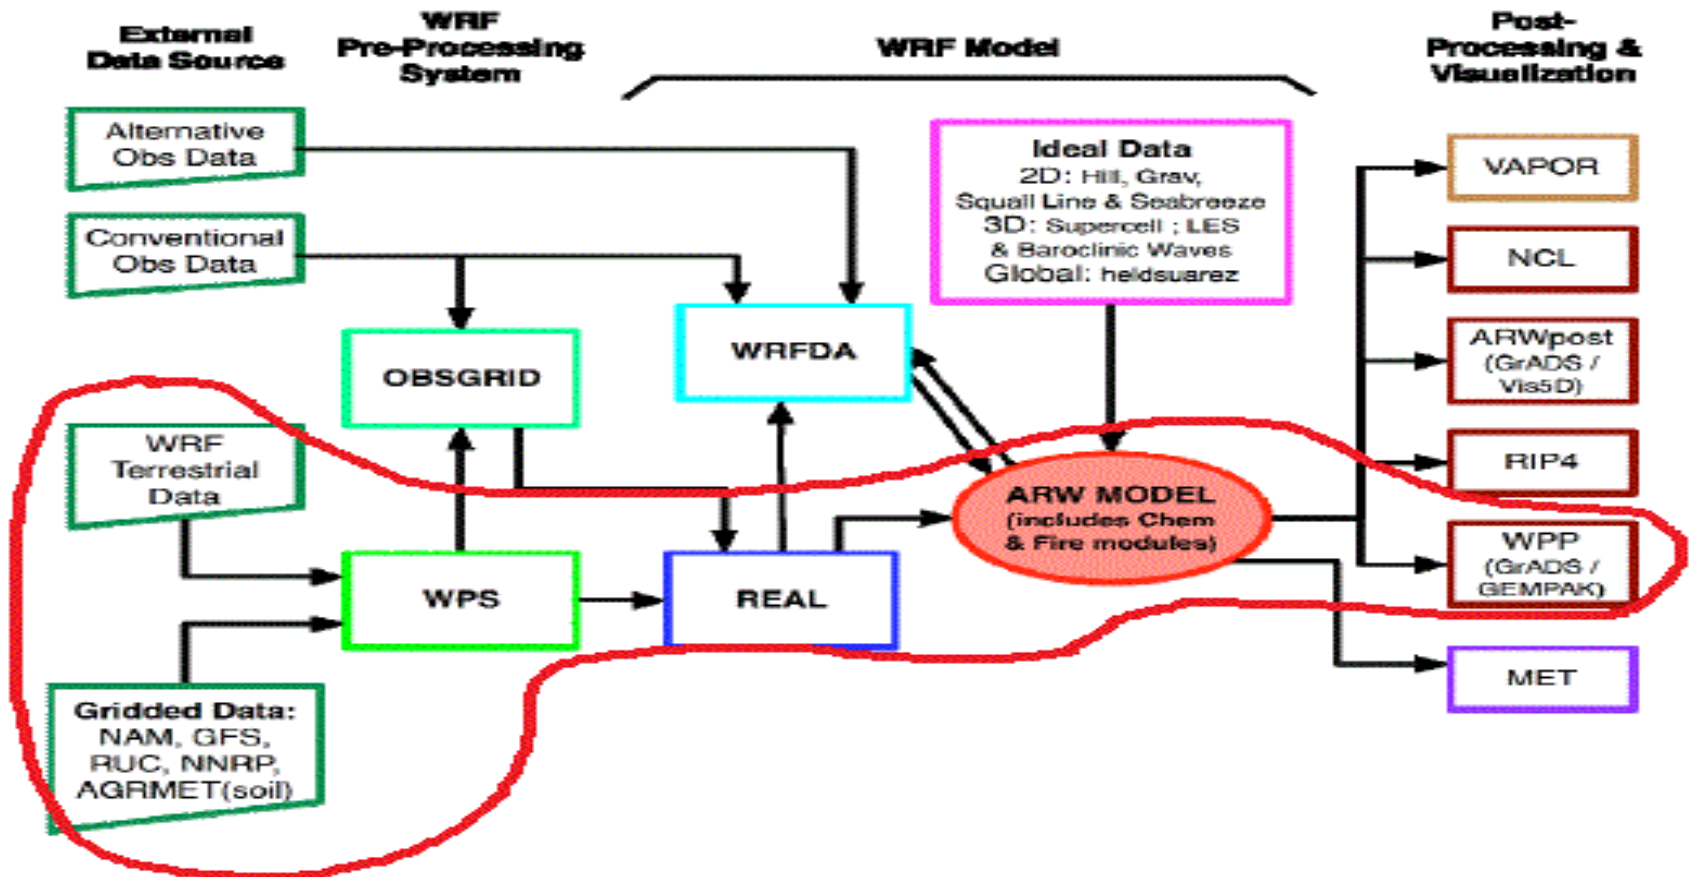 External
Data Source
WRF
Pre-Processing
System
WRF Model
Post-
Processing &
Visualization
Alternative
Obs Data
Conventional
Obs Data
WRF
Terrestrial
Data
Gridded Data:
NAM, GFS,
RUC, NNRP,
AGRMET(soil)
OBSGRID
WPS
WRFDA
REAL
Ideal Data
2D: Hill, Grav,
Squall Line & Seabreeze
3D: Supercell ; LES
& Baroclinic Waves
Global: heldsuarez
ARW MODEL
(includes Chem
& Fire modules)
VAPOR
NCL
ARWpost
(GrADS /
Vis5D)
RIP4
WPP
(GrADS /
GEMPAK)
MET